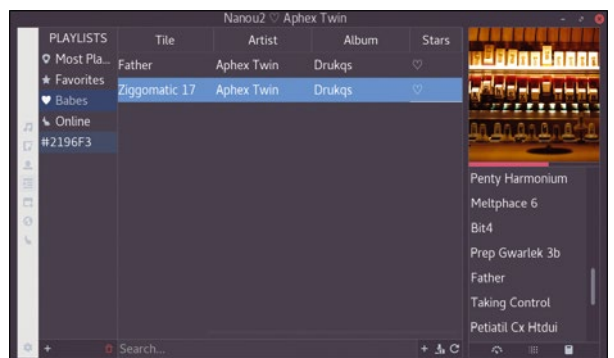 Nanou2 ♡ Aphex Twin
PLAYLISTS
Most Pla...
Favorites
Babes
Online
#2196F3
Tile Artist Album Stars
Father Aphex Twin Drukqs ♡
Ziggomatic 17 Aphex Twin Drukqs ♡
Search...
Penty Harmonium
Meltphace 6
Bit4
Prep Gwarlek 3b
Father
Taking Control
Petiatil Cx Htdui